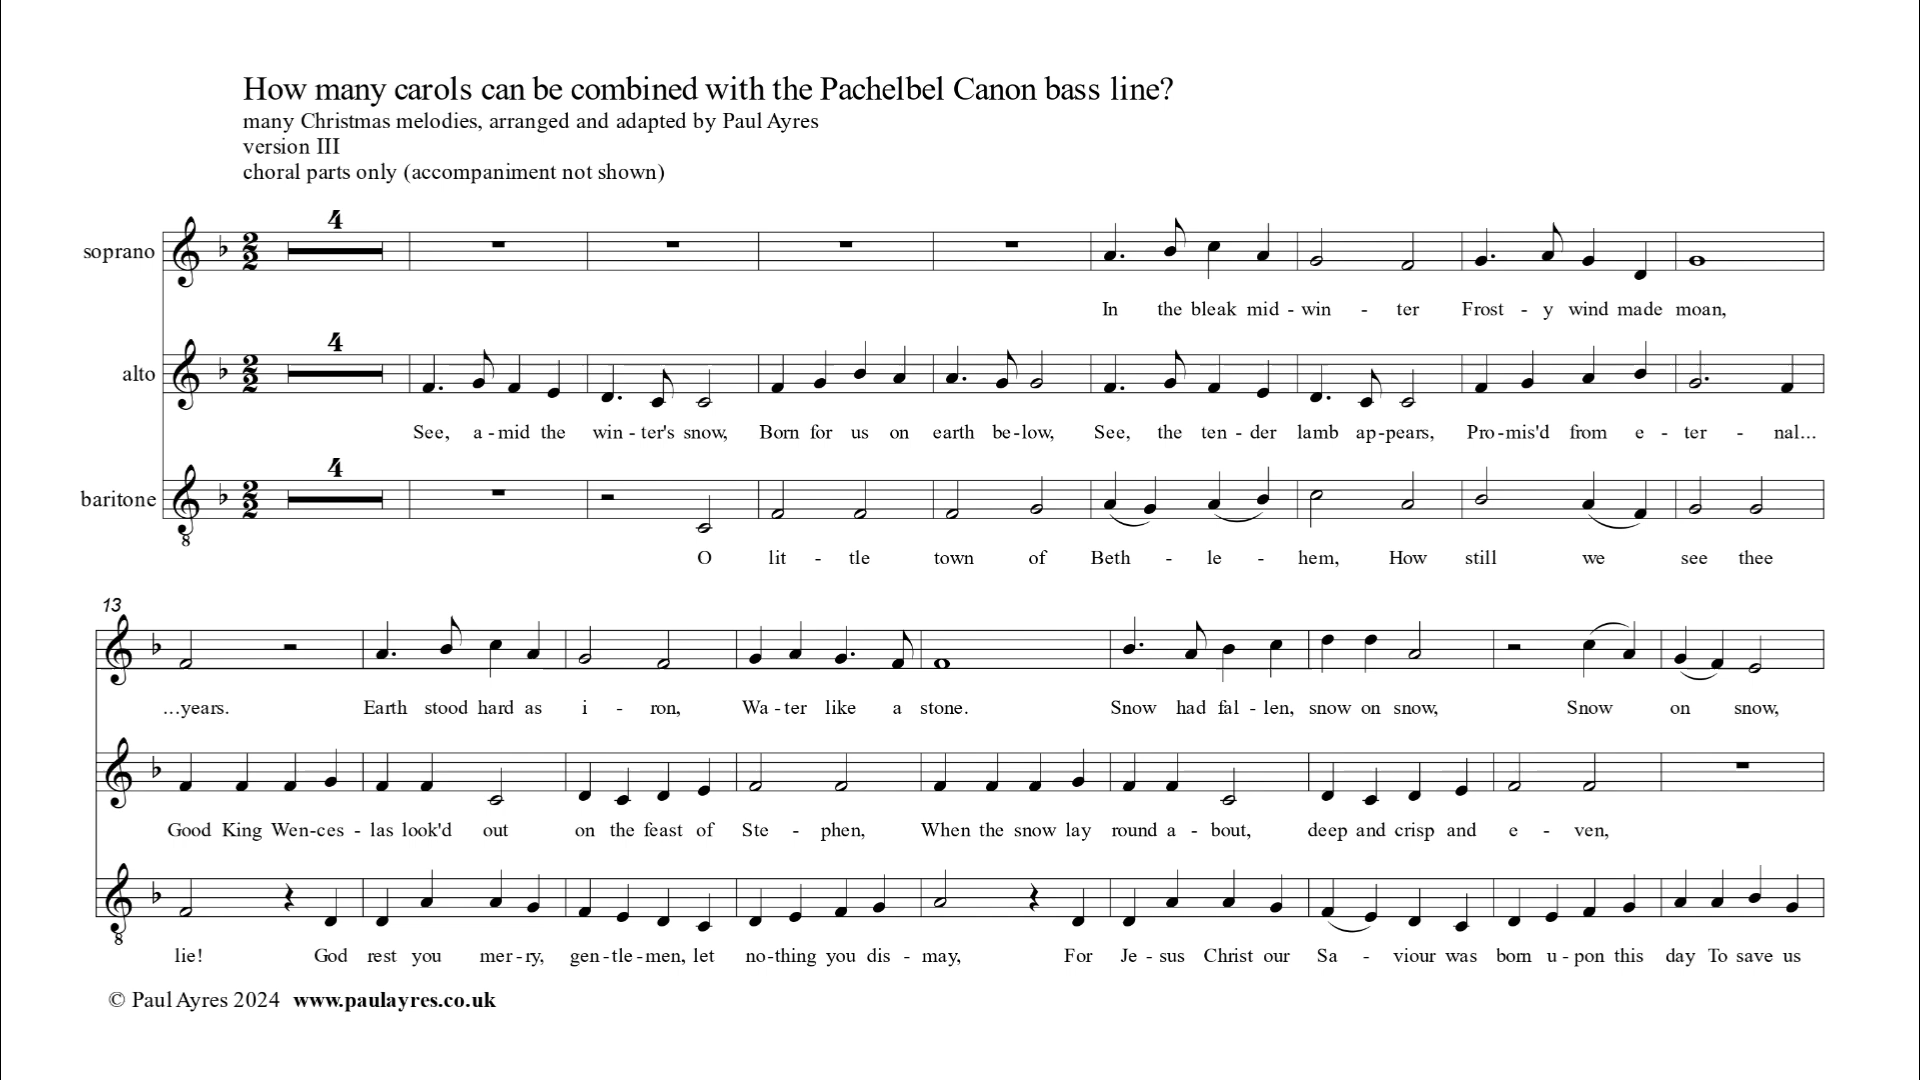 How many carols can be combined with the Pachelbel Canon bass line?
many Christmas melodies, arranged and adapted by Paul Ayres
version III
choral parts only (accompaniment not shown)
4
soprano
In the bleak mid - win - ter Frost - y wind made moan,
4
alto
See, a - mid the win - ter's snow, Born for us on earth be - low, See, the ten - der lamb ap - pears, Pro - mis'd from e - ter - nal...
4
baritone
8
O lit - tle town of Beth - le - hem, How still we see thee
13
...years. Earth stood hard as i - ron, Wa - ter like a stone. Snow had fal - len, snow on snow, Snow on snow,
Good King Wen - ces - las look'd out on the feast of Ste - phen, When the snow lay round a - bout, deep and crisp and e - ven,
8
lie! God rest you mer - ry, gen - tle - men, let no - thing you dis - may, For Je - sus Christ our Sa - viour was born u - pon this day To save us
© Paul Ayres 2024 www.paulayres.co.uk